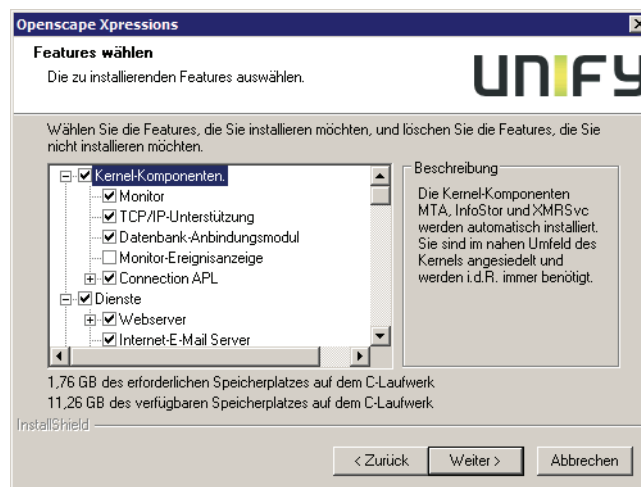 Openscape Xpressions
Features wählen
Die zu installierenden Features auswählen.
UNIFY
Wählen Sie die Features, die Sie installieren möchten, und löschen Sie die Features, die Sie
nicht installieren möchten.
Kernel-Komponenten.
Monitor
TCP/IP-Unterstützung
Datenbank-Anbindungsmodul
Monitor-Ereignisanzeige
Connection APL
Dienste
Webserver
Internet-E-Mail Server
Beschreibung
Die Kernel-Komponenten
MTA, InfoStor und XMRSvc
werden automatisch installiert.
Sie sind im nahen Umfeld des
Kernels angesiedelt und
werden i.d.R. immer benötigt.
1,76 GB des erforderlichen Speicherplatzes auf dem C-Laufwerk
11,26 GB des verfügbaren Speicherplatzes auf dem C-Laufwerk
InstallShield
< Zurück
Weiter >
Abbrechen